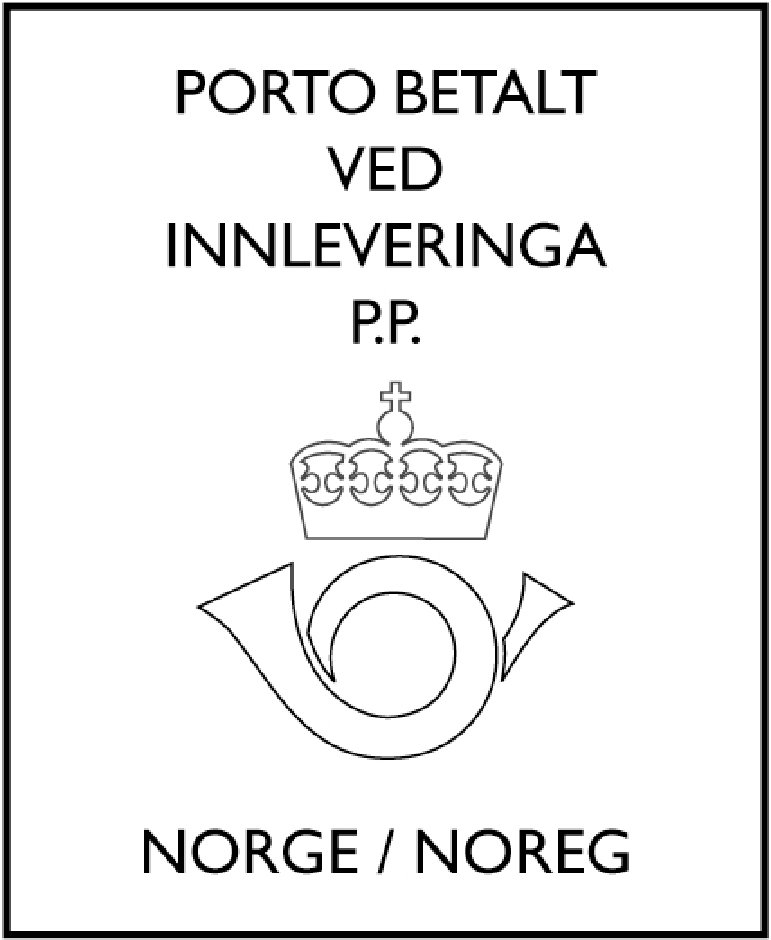 PORTO BETALT
VED
INNLEVERINGA
P.P.
NORGE / NOREG